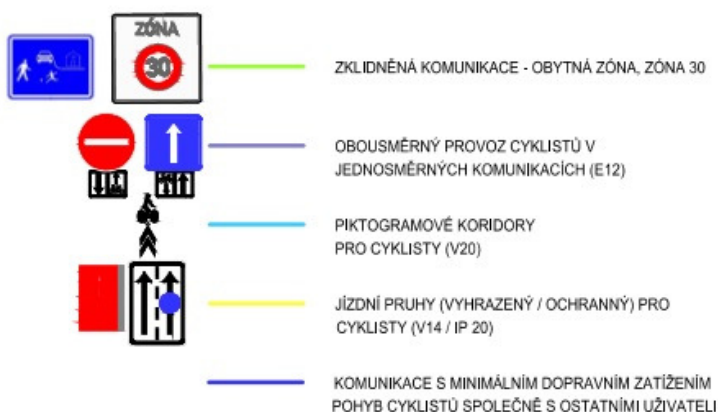 ZÓNA
30
ZKLIDNĚNÁ KOMUNIKACE - OBYTNÁ ZÓNA, ZÓNA 30
OBOUSMĚRNÝ PROVOZ CYKLISTŮ V
JEDNOSMĚRNÝCH KOMUNIKACÍCH (E12)
PIKTOGRAMOVÉ KORIDORY
PRO CYKLISTY (V20)
JÍZDNÍ PRUHY (VYHRAZENÝ / OCHRANNÝ) PRO
CYKLISTY (V14 / IP 20)
KOMUNIKACE S MINIMÁLNÍM DOPRAVNÍM ZATÍŽENÍM
POHYB CYKLISTŮ SPOLEČNĚ S OSTATNÍMI UŽIVATELI